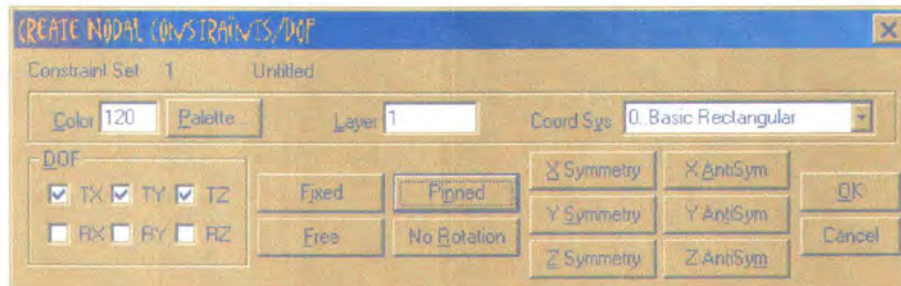 CREATE NODAL CONSTRAINTS/DOF
Constraint Set 1 Untitled
Color 120 Palette... Layer 1 Coord Sys 0..Basic Rectangular
DOF
TX TY TZ
RX RY RZ
Fixed Pinned
Free No Rotation
X Symmetry X AntiSym
Y Symmetry Y AntiSym
Z Symmetry Z AntiSym
OK
Cancel